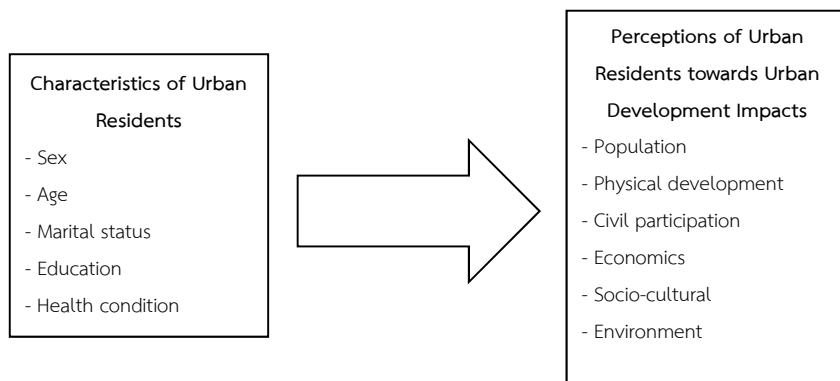 Characteristics of Urban
Residents
- Sex
- Age
- Marital status
- Education
- Health condition
Perceptions of Urban
Residents towards Urban
Development Impacts
- Population
- Physical development
- Civil participation
- Economics
- Socio-cultural
- Environment